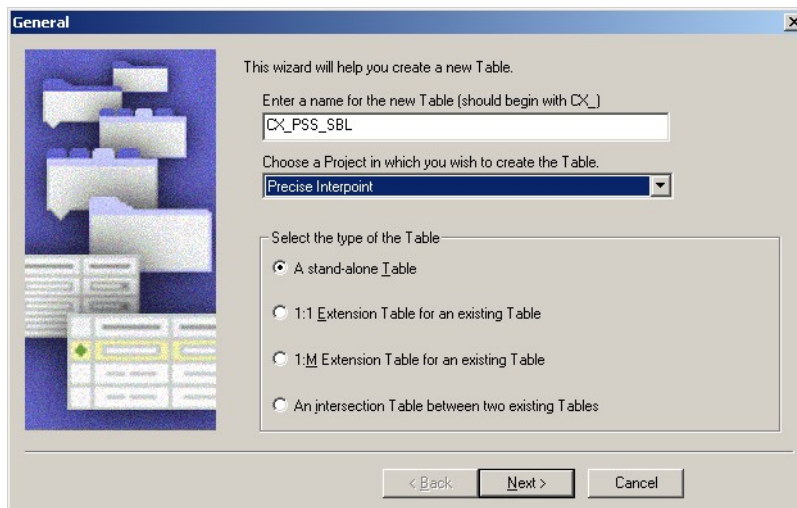 General
This wizard will help you create a new Table.
Enter a name for the new Table (should begin with CX_)
CX_PSS_SBL
Choose a Project in which you wish to create the Table.
Precise Interpoint
Select the type of the Table
A stand-alone Table
1:1 Extension Table for an existing Table
1:M Extension Table for an existing Table
An intersection Table between two existing Tables
< Back Next > Cancel